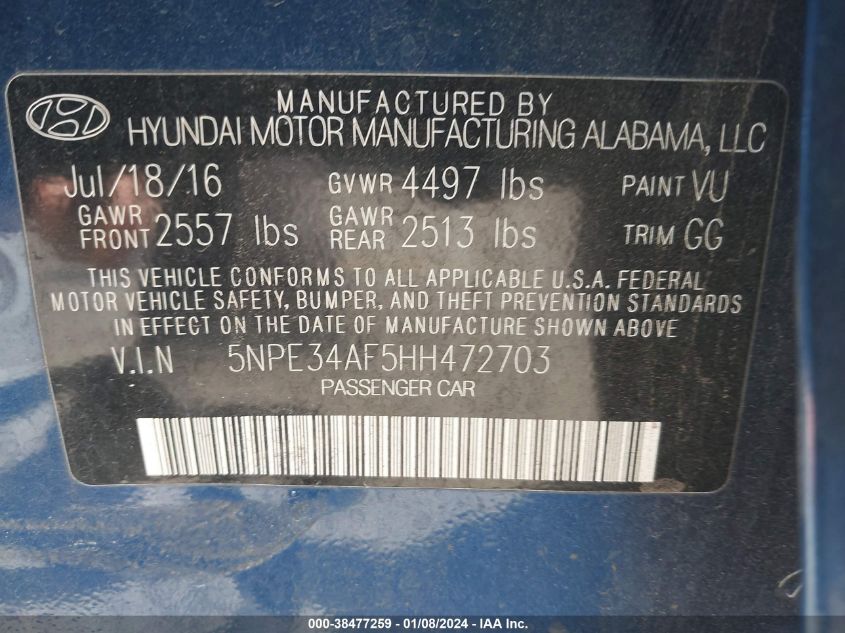 MANUFACTURED BY
HYUNDAI MOTOR MANUFACTURING ALABAMA, LLC
Jul/18/16 GVWR 4497 lbs PAINT VU
GAWR FRONT 2557 lbs GAWR REAR 2513 lbs TRIM GG
THIS VEHICLE CONFORMS TO ALL APPLICABLE U.S.A. FEDERAL
MOTOR VEHICLE SAFETY, BUMPER, AND THEFT PREVENTION STANDARDS
IN EFFECT ON THE DATE OF MANUFACTURE SHOWN ABOVE
V.I.N 5NPE34AF5HH472703
PASSENGER CAR
000-38477259 - 01/08/2024 - IAA Inc.